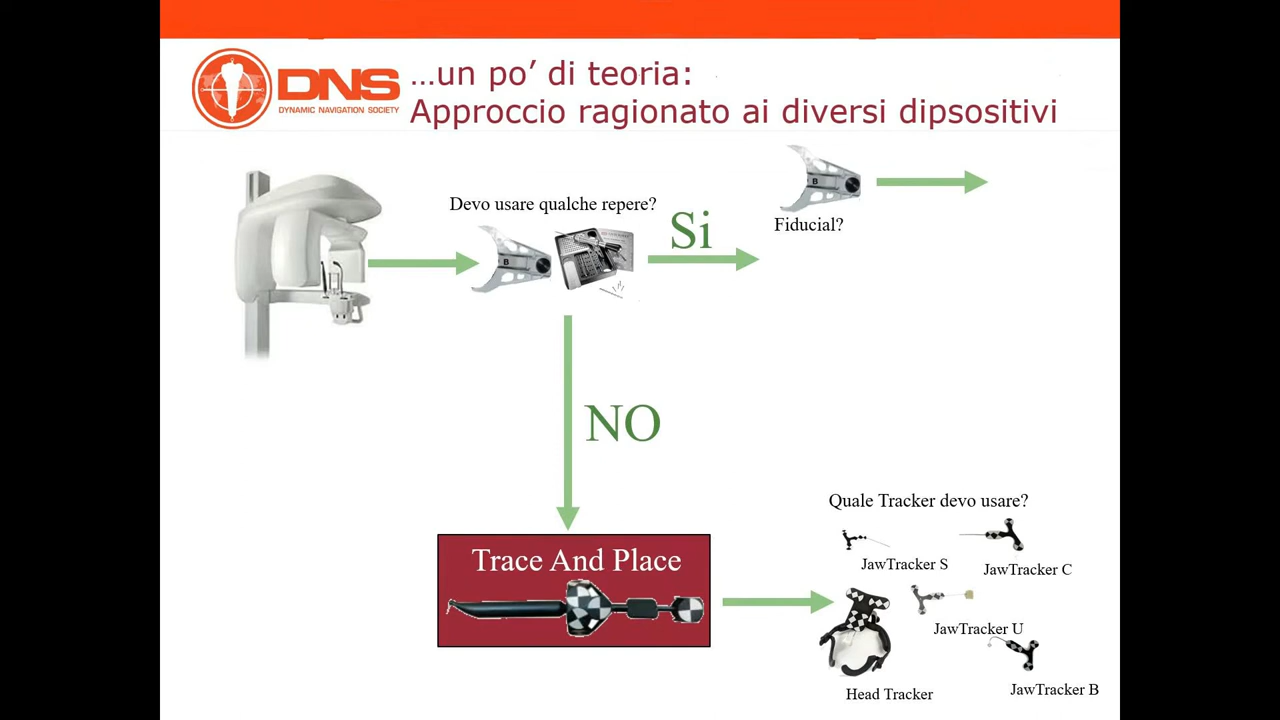 DNS
DYNAMIC NAVIGATION SOCIETY
…un po’ di teoria:
Approccio ragionato ai diversi dipsositivi
Devo usare qualche repere?
B
Si
B
Fiducial?
NO
Trace And Place
Quale Tracker devo usare?
JawTracker S
JawTracker C
JawTracker U
Head Tracker
JawTracker B